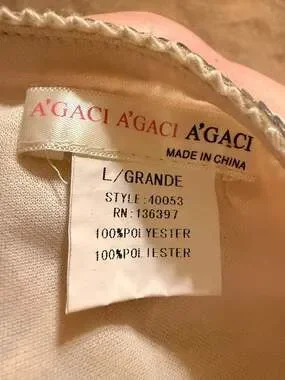 A'GACI A'GACI A'GACI
MADE IN CHINA
L/GRANDE
STYLE:40053
RN:136397
100%POLYESTER
100%POLIESTER